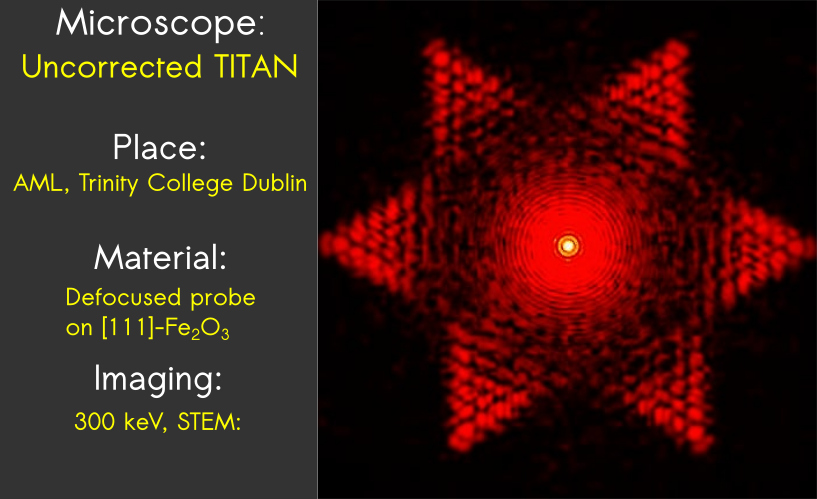 Microscope:
Uncorrected TITAN
Place:
AML, Trinity College Dublin
Material:
Defocused probe
on [111]-Fe₂O₃
Imaging:
300 keV, STEM: